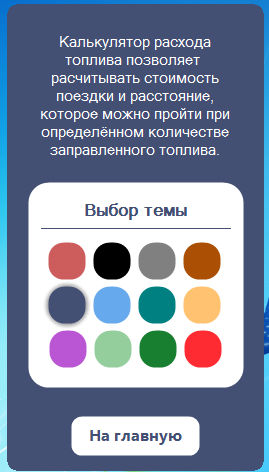 Калькулятор расхода
топлива позволяет
расчитывать стоимость
поездки и расстояние,
которое можно пройти при
определённом количестве
заправленного топлива.
Выбор темы
На главную